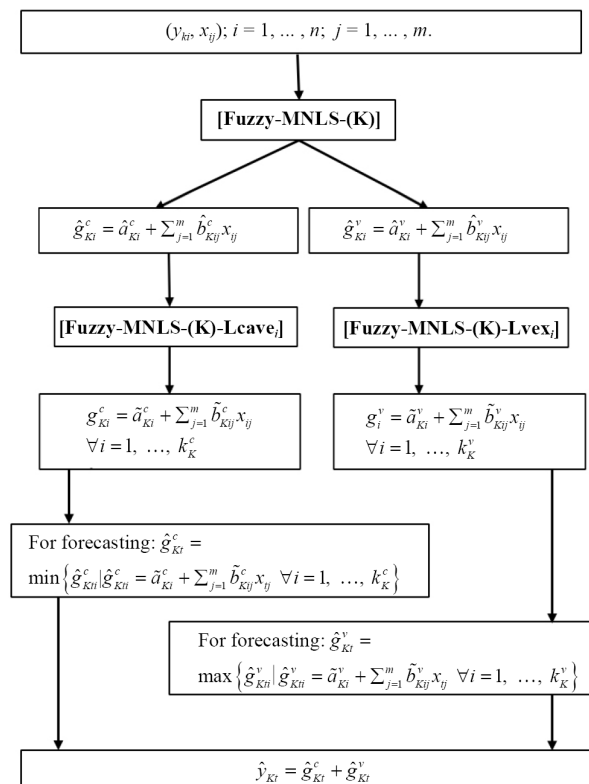 (y_{ki}, x_{ij}); i = 1, ... , n; j = 1, ... , m.
[Fuzzy-MNLS-(K)]
ĝ^c_{Ki} = â^c_{Ki} + ∑^m_{j=1} b̂^c_{Kij} x_{ij}
ĝ^v_{Ki} = â^v_{Ki} + ∑^m_{j=1} b̂^v_{Kij} x_{ij}
[Fuzzy-MNLS-(K)-Lcave_i]
[Fuzzy-MNLS-(K)-Lvex_i]
g^c_{Ki} = ã^c_{Ki} + ∑^m_{j=1} b̃^c_{Kij} x_{ij}
∀i = 1, ..., k^c_K
g^v_i = ã^v_{Ki} + ∑^m_{j=1} b̃^v_{Kij} x_{ij}
∀i = 1, ..., k^v_K
For forecasting: ĝ^c_{Kt} =
min{ĝ^c_{Kti} | ĝ^c_{Kti} = ã^c_{Ki} + ∑^m_{j=1} b̃^c_{Kij} x_{tj} ∀i = 1, ..., k^c_K}
For forecasting: ĝ^v_{Kt} =
max{ĝ^v_{Kti} | ĝ^v_{Kti} = ã^v_{Ki} + ∑^m_{j=1} b̃^v_{Kij} x_{tj} ∀i = 1, ..., k^v_K}
ŷ_{Kt} = ĝ^c_{Kt} + ĝ^v_{Kt}